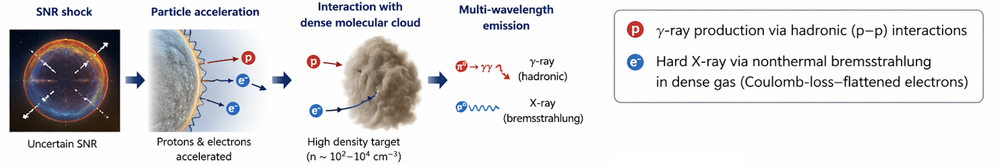 SNR shock
Uncertain SNR
Particle acceleration
p
e⁻
e⁻
Protons & electrons
accelerated
Interaction with
dense molecular cloud
p
e⁻
High density target
(n ~ 10²–10⁴ cm⁻³)
Multi-wavelength
emission
π⁰ → γγ
γ-ray
(hadronic)
X-ray
(bremsstrahlung)
p γ-ray production via hadronic (p–p) interactions
e⁻ Hard X-ray via nonthermal bremsstrahlung
in dense gas (Coulomb-loss–flattened electrons)